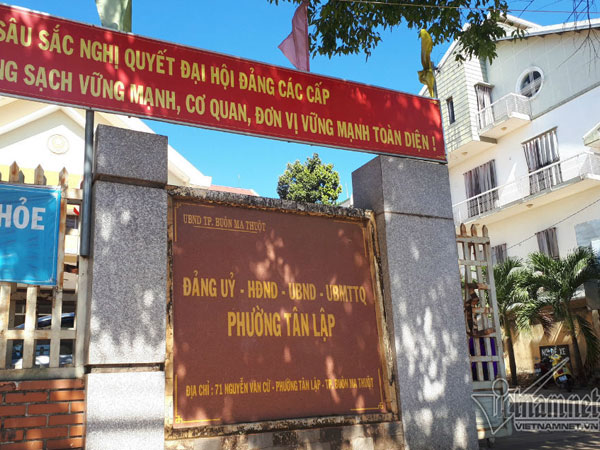 SÂU SẮC NGHỊ QUYẾT ĐẠI HỘI ĐẢNG CÁC CẤP
SẠCH VỮNG MẠNH, CƠ QUAN, ĐƠN VỊ VỮNG MẠNH TOÀN DIỆN !
KHỎE
UBND TP. BUÔN MA THUỘT
ĐẢNG UỶ - HĐND - UBND - UBMTTQ
PHƯỜNG TÂN LẬP
ĐỊA CHỈ : 71 NGUYỄN VĂN CỪ - PHƯỜNG TÂN LẬP - TP. BUÔN MA THUỘT
Vietnamnet
VIETNAMNET.VN